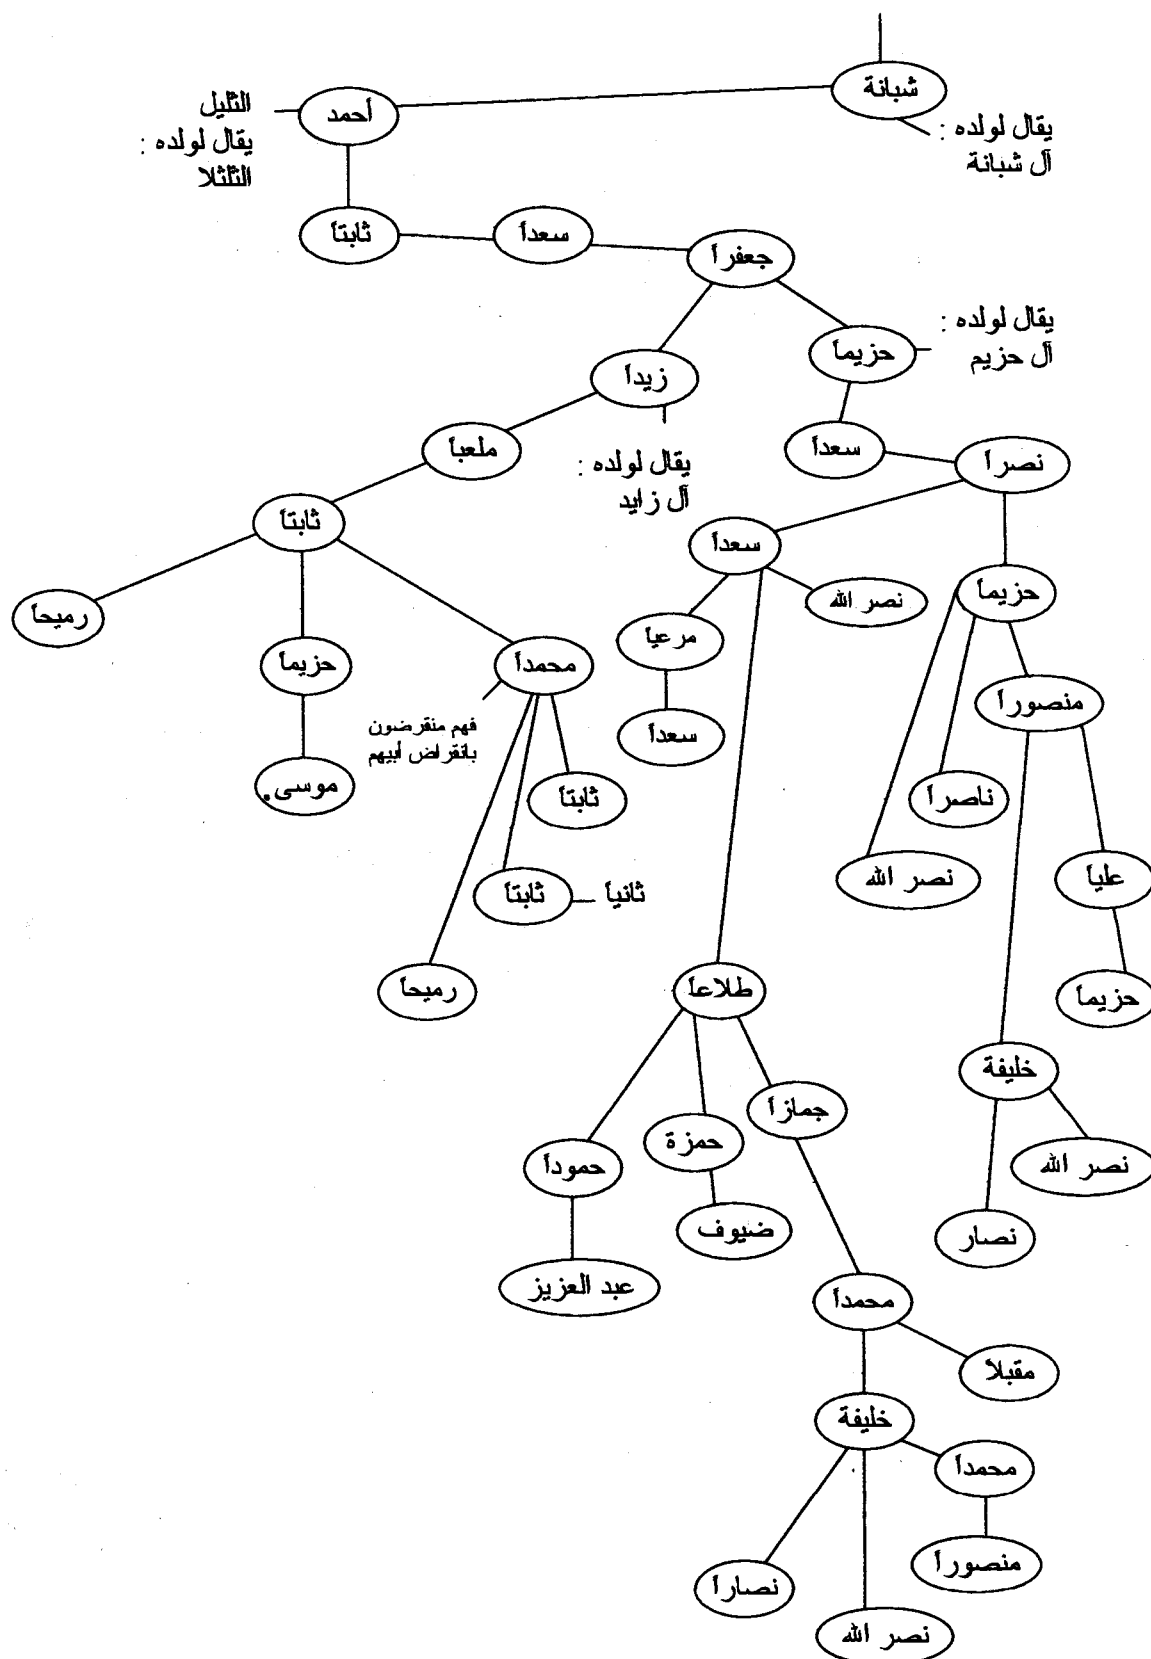 شبانة
يقال لولده :
آل شبانة
أحمد
الثليل
يقال لولده :
الثلثلا
جعفراً
سعداً
ثابتاً
حزيماً
يقال لولده :
آل حزيم
زيداً
يقال لولده :
آل زايد
نصراً
سعداً
ملعباً
ثابتاً
سعداً
حزيماً
نصر الله
رميحاً
مرعيا
حزيماً
محمداً
فهم منقرضون
بانقراض أبيهم
منصوراً
سعداً
موسى.
ناصراً
ثابتاً
نصر الله
علياً
ثابتاً
ثانياً
حزيماً
طلاعا
رميحاً
خليفة
جمازاً
حمزة
حموداً
نصر الله
ضيوف
نصار
عبد العزيز
محمداً
مقبلاً
خليفة
محمداً
منصوراً
نصاراً
نصر الله